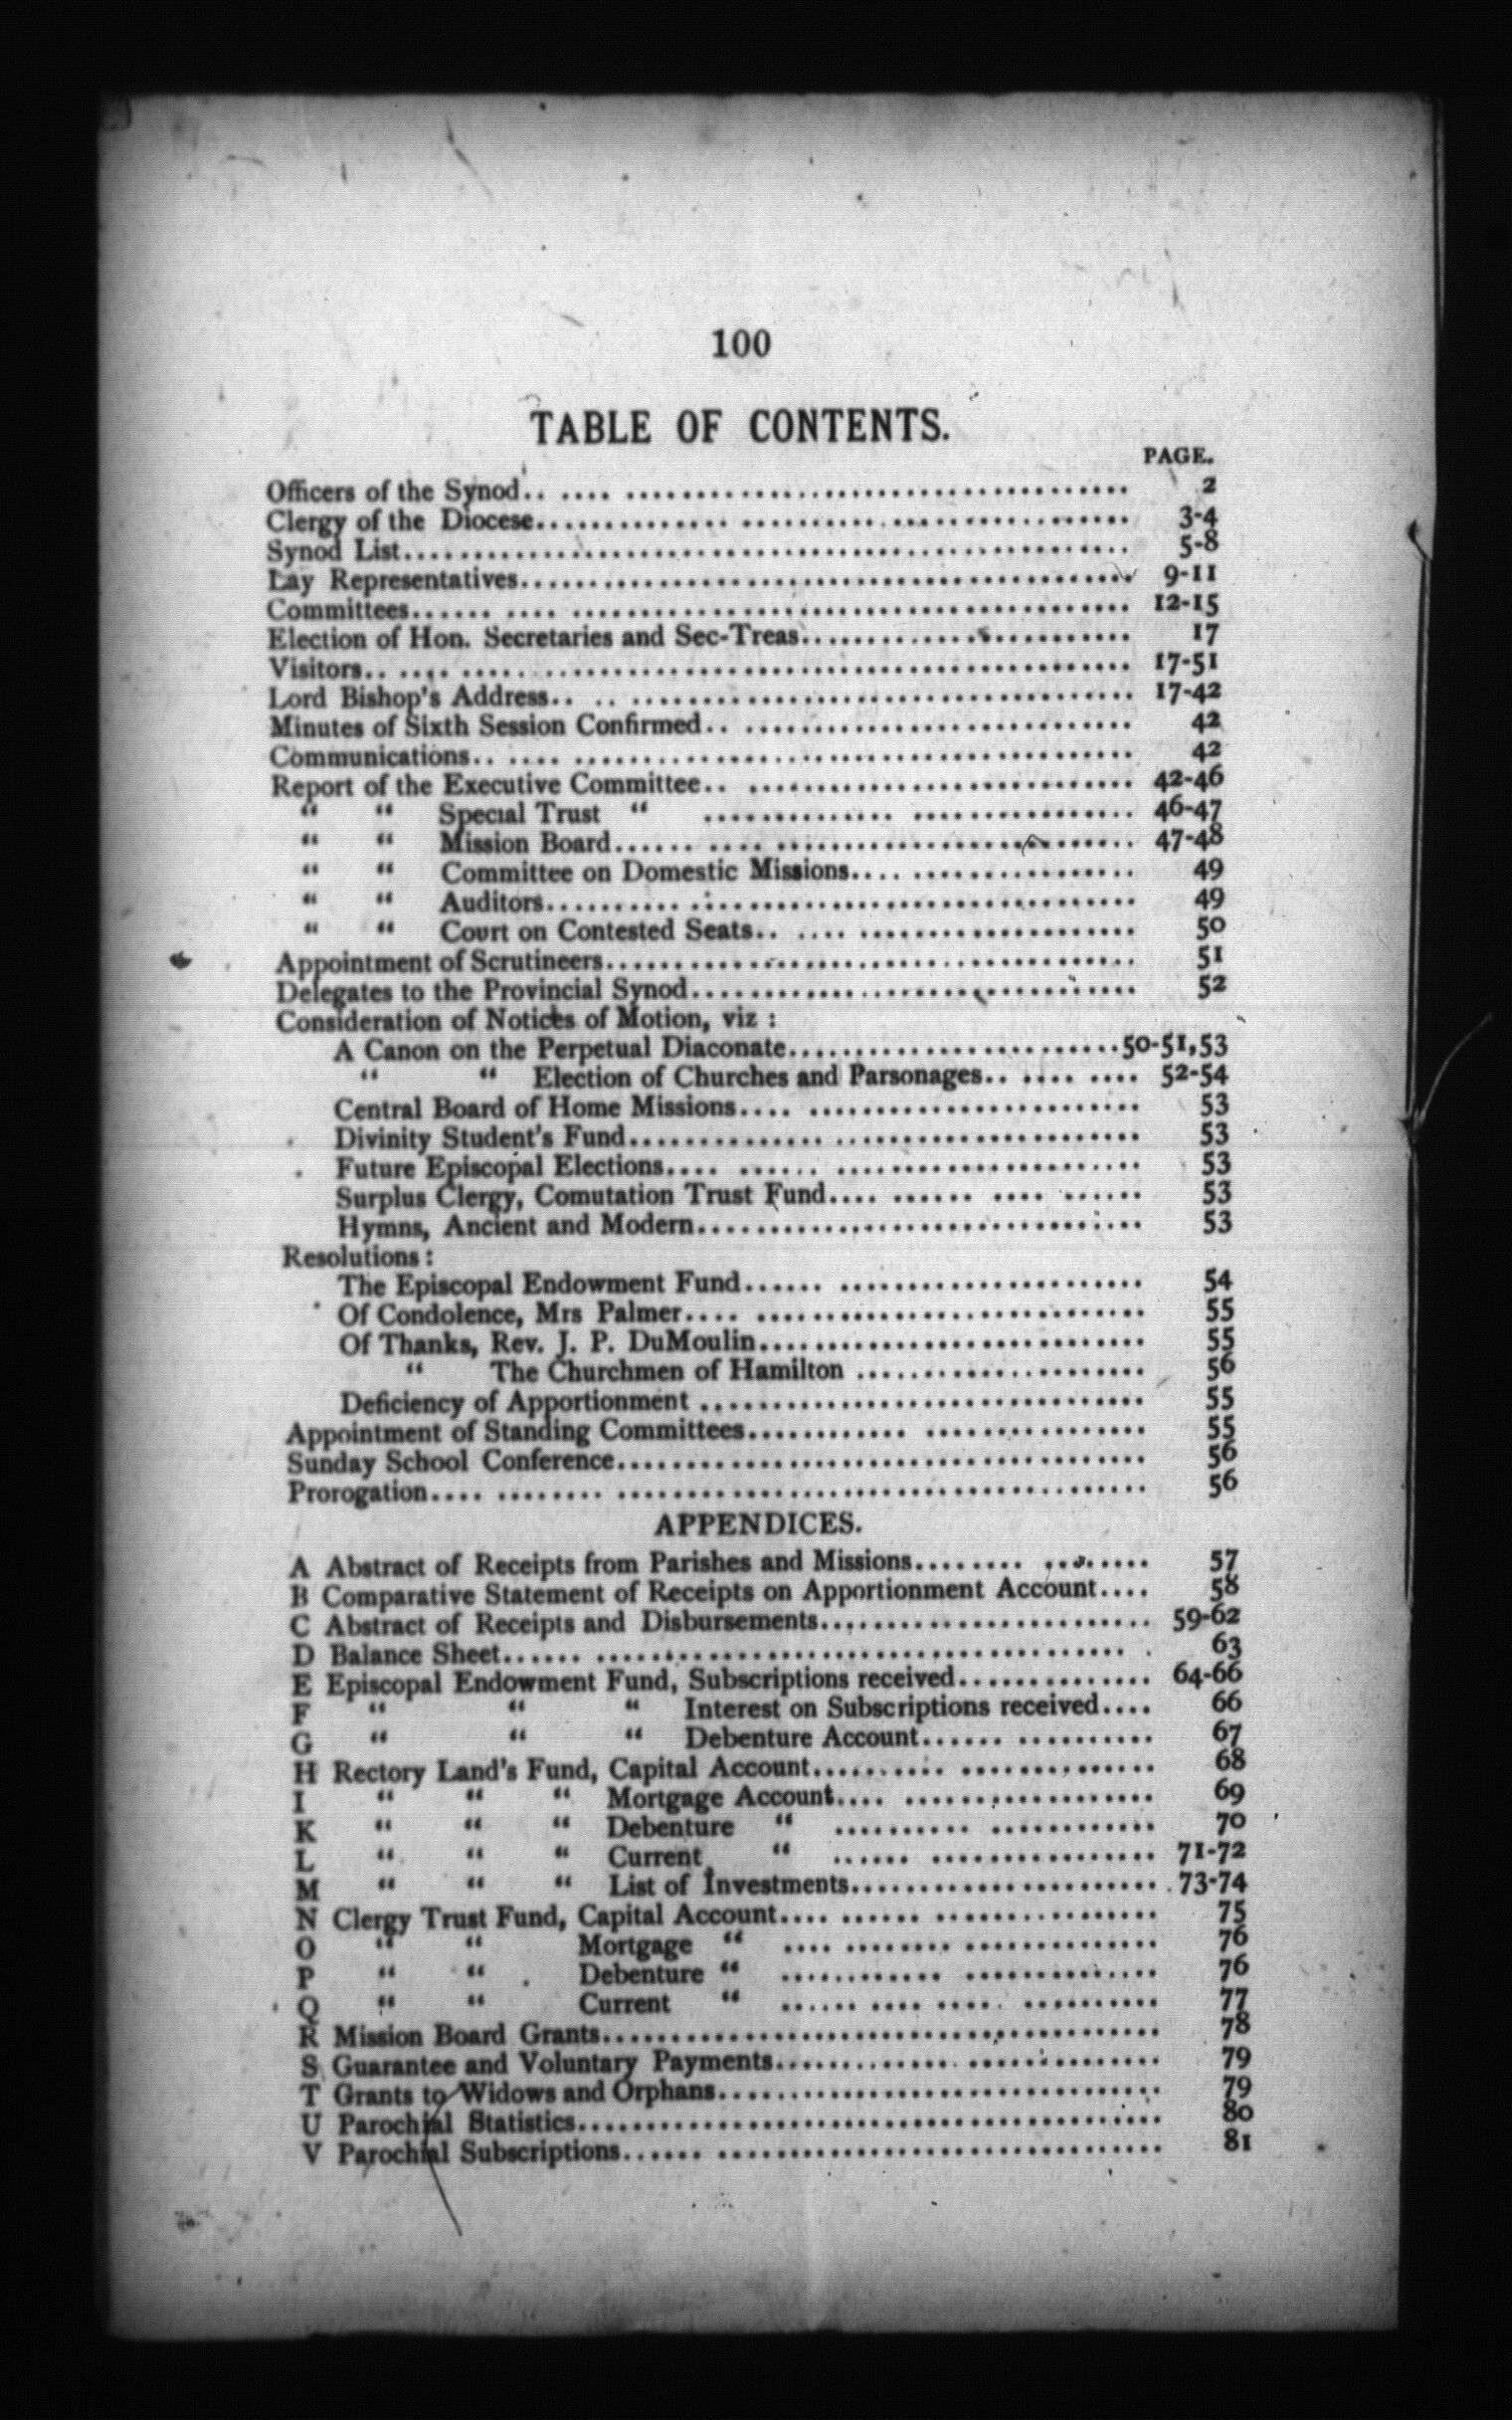 100
TABLE OF CONTENTS.
PAGE.
Officers of the Synod.. .... ..................................... 2
Clergy of the Diocese.............. ............................. 3-4
Synod List...................................................... 5-8
Lay Representatives............................................. 9-11
Committees...... .... ......................................... 12-15
Election of Hon. Secretaries and Sec-Treas........................ 17
Visitors.. .... .... ........................................... 17-51
Lord Bishop's Address.. .. ..................................... 17-42
Minutes of Sixth Session Confirmed.. ............................. 42
Communications.. .... .......................................... 42
Report of the Executive Committee.. ............................. 42-46
“ “ Special Trust “ .............. ................ 46-47
“ “ Mission Board...... .... .......................... 47-48
“ “ Committee on Domestic Missions.... ................ 49
“ “ Auditors.......... ................................. 49
“ “ Court on Contested Seats.. .... .................... 50
Appointment of Scrutineers....................................... 51
Delegates to the Provincial Synod................................. 52
Consideration of Notices of Motion, viz :
A Canon on the Perpetual Diaconate.........................50-51,53
“ “ Election of Churches and Parsonages.. .... .... 52-54
Central Board of Home Missions.... ......................... 53
Divinity Student's Fund.............. ....................... 53
Future Episcopal Elections.... ...... ....................... 53
Surplus Clergy, Comutation Trust Fund.... ...... .... ...... 53
Hymns, Ancient and Modern................................. 53
Resolutions :
The Episcopal Endowment Fund...... ....................... 54
Of Condolence, Mrs Palmer.... ............................. 55
Of Thanks, Rev. J. P. DuMoulin............................. 55
“ The Churchmen of Hamilton ...................... 56
Deficiency of Apportionment ................................. 55
Appointment of Standing Committees............ ................ 55
Sunday School Conference....................................... 56
Prorogation.... ........ ....................................... 56
APPENDICES.
A Abstract of Receipts from Parishes and Missions........ ........ 57
B Comparative Statement of Receipts on Apportionment Account.... 58
C Abstract of Receipts and Disbursements......................... 59-62
D Balance Sheet...... ....................................... . 63
E Episcopal Endowment Fund, Subscriptions received.............. 64-66
F “ “ “ Interest on Subscriptions received.... 66
G “ “ “ Debenture Account...... .......... 67
H Rectory Land's Fund, Capital Account.......... .............. 68
I “ “ “ Mortgage Account.... .................. 69
K “ “ “ Debenture “ .......... ............ 70
L “ “ “ Current “ ...... ................ 71-72
M “ “ “ List of Investments...................... 73-74
N Clergy Trust Fund, Capital Account.... ...... ................ 75
O “ “ Mortgage “ .... ........ .............. 76
P “ “ Debenture “ ............ .............. 76
Q “ “ Current “ ...... .... .... .......... 77
R Mission Board Grants......................................... 78
S Guarantee and Voluntary Payments............. .............. 79
T Grants to Widows and Orphans................................. 79
U Parochial Statistics........................................... 80
V Parochial Subscriptions...... ................................. 81